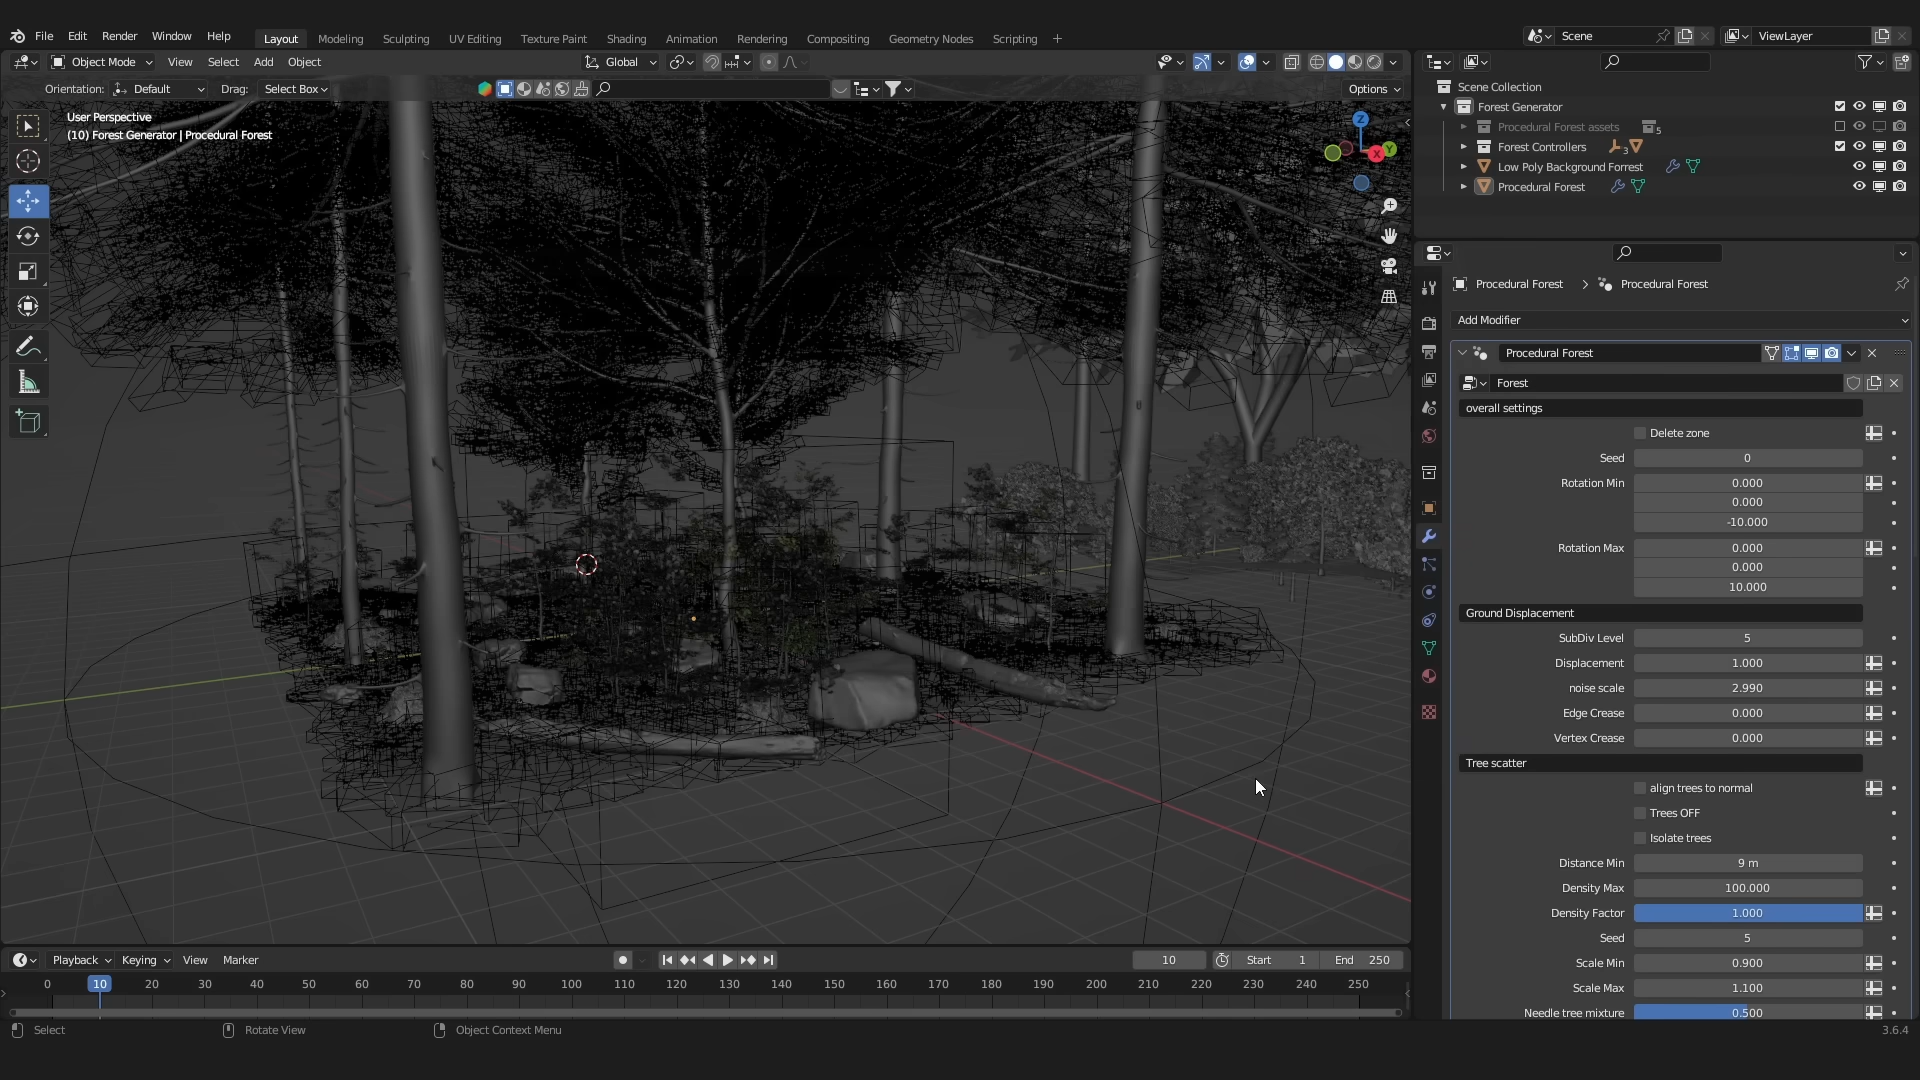 File Edit Render Window Help Layout Modeling Sculpting UV Editing Texture Paint Shading Animation Rendering Compositing Geometry Nodes Scripting +
Scene ViewLayer
Object Mode View Select Add Object Global
Orientation: Default Drag: Select Box Options
User Perspective
(10) Forest Generator | Procedural Forest
Z
X
Y
Scene Collection
Forest Generator
Procedural Forest assets 5
Forest Controllers 3
Low Poly Background Forrest
Procedural Forest
Procedural Forest > Procedural Forest
Add Modifier
Procedural Forest
Forest
overall settings
Delete zone
Seed 0
Rotation Min 0.000
0.000
-10.000
Rotation Max 0.000
0.000
10.000
Ground Displacement
SubDiv Level 5
Displacement 1.000
noise scale 2.990
Edge Crease 0.000
Vertex Crease 0.000
Tree scatter
align trees to normal
Trees OFF
Isolate trees
Distance Min 9 m
Density Max 100.000
Density Factor 1.000
Seed 5
Scale Min 0.900
Scale Max 1.100
Needle tree mixture 0.500
Playback Keying View Marker 10 Start 1 End 250
0 10 20 30 40 50 60 70 80 90 100 110 120 130 140 150 160 170 180 190 200 210 220 230 240 250
Select Rotate View Object Context Menu 3.6.4